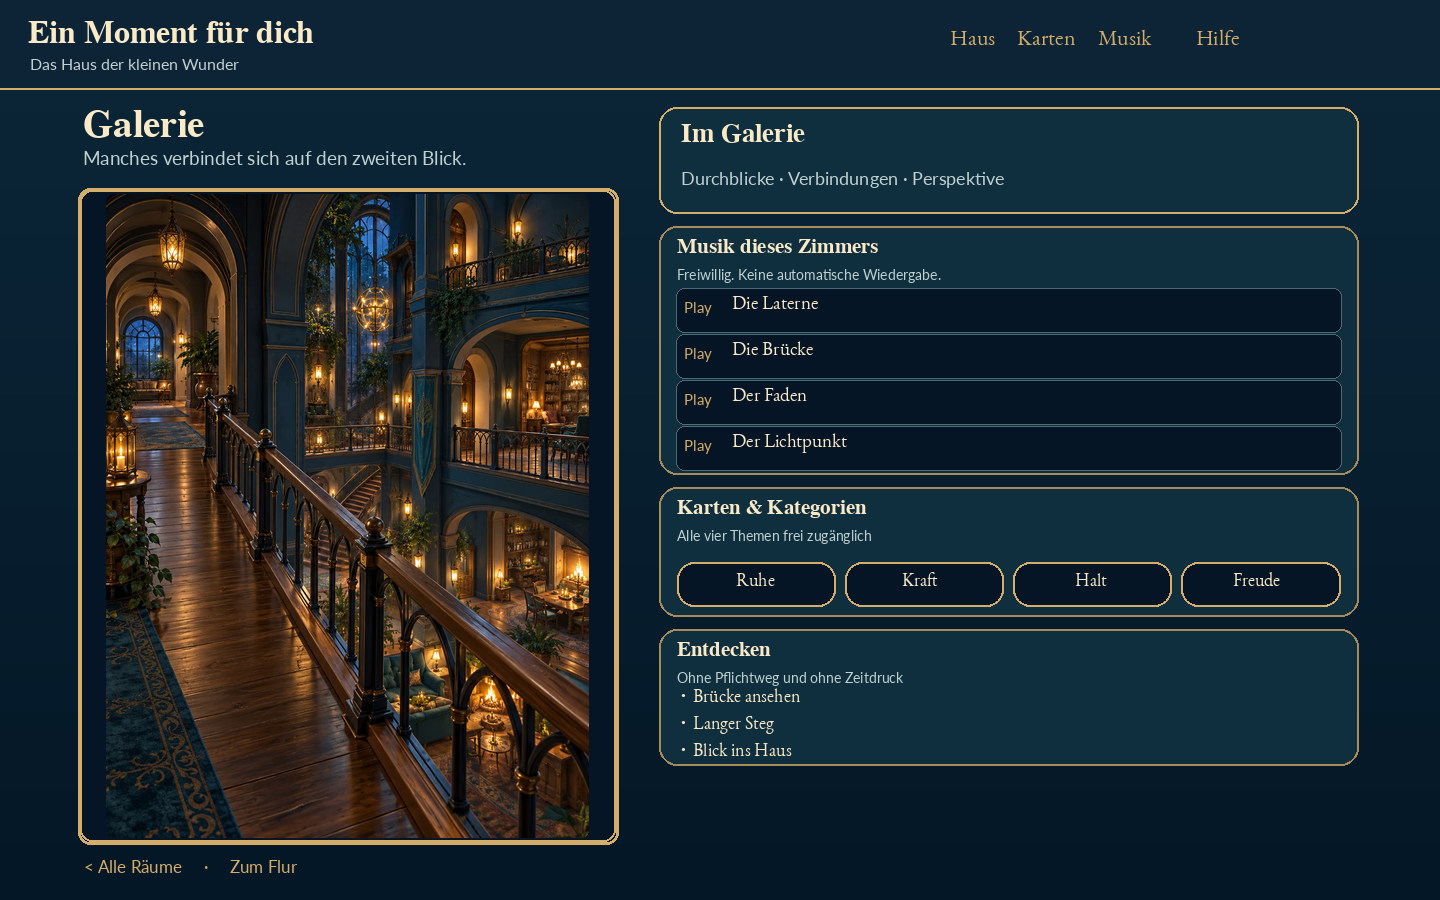 Ein Moment für dich
Das Haus der kleinen Wunder
Haus Karten Musik Hilfe
Galerie
Manches verbindet sich auf den zweiten Blick.
< Alle Räume · Zum Flur
Im Galerie
Durchblicke · Verbindungen · Perspektive
Musik dieses Zimmers
Freiwillig. Keine automatische Wiedergabe.
Play Die Laterne
Play Die Brücke
Play Der Faden
Play Der Lichtpunkt
Karten & Kategorien
Alle vier Themen frei zugänglich
Ruhe Kraft Halt Freude
Entdecken
Ohne Pflichtweg und ohne Zeitdruck
· Brücke ansehen
· Langer Steg
· Blick ins Haus